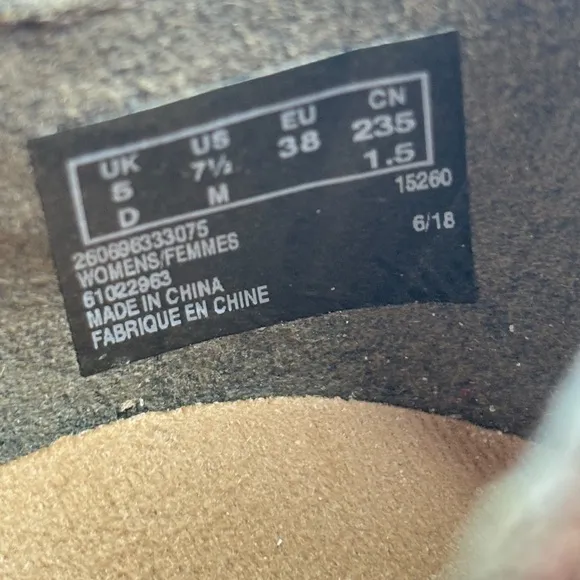 UK US EU CN
5 7½ 38 235
D M 1.5
15260
260696333075 6/18
WOMENS/FEMMES
61022963
MADE IN CHINA
FABRIQUE EN CHINE